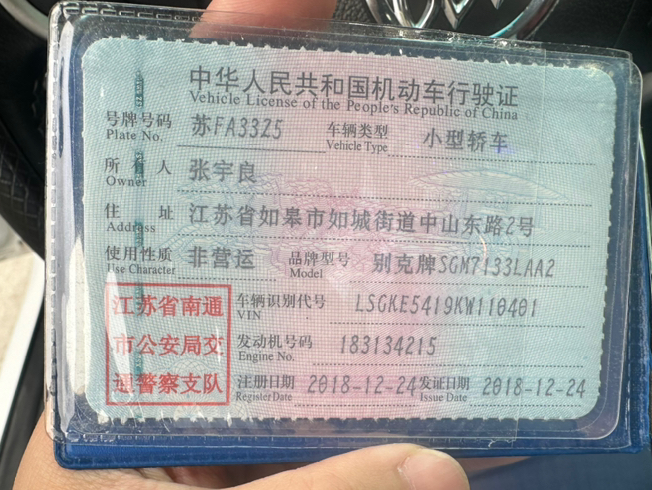 中华人民共和国机动车行驶证
Vehicle License of the People's Republic of China
号牌号码 苏FA33Z5 车辆类型 小型轿车
Plate No. Vehicle Type
所有人 张宇良
Owner
住址 江苏省如皋市如城街道中山东路2号
Address
使用性质 非营运 品牌型号 别克牌SGM7133LAA2
Use Character Model
江苏省南通 车辆识别代号 LSGKE5419KW110401
VIN
市公安局交 发动机号码 183134215
Engine No.
通警察支队 注册日期 2018-12-24 发证日期 2018-12-24
Register Date Issue Date